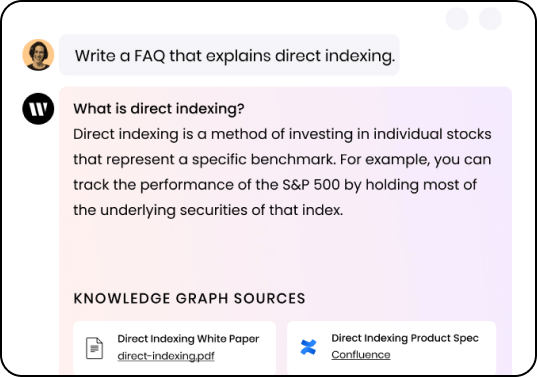 Write a FAQ that explains direct indexing.
What is direct indexing?
Direct indexing is a method of investing in individual stocks
that represent a specific benchmark. For example, you can
track the performance of the S&P 500 by holding most of
the underlying securities of that index.
KNOWLEDGE GRAPH SOURCES
Direct Indexing White Paper
direct-indexing.pdf
Direct Indexing Product Spec
Confluence